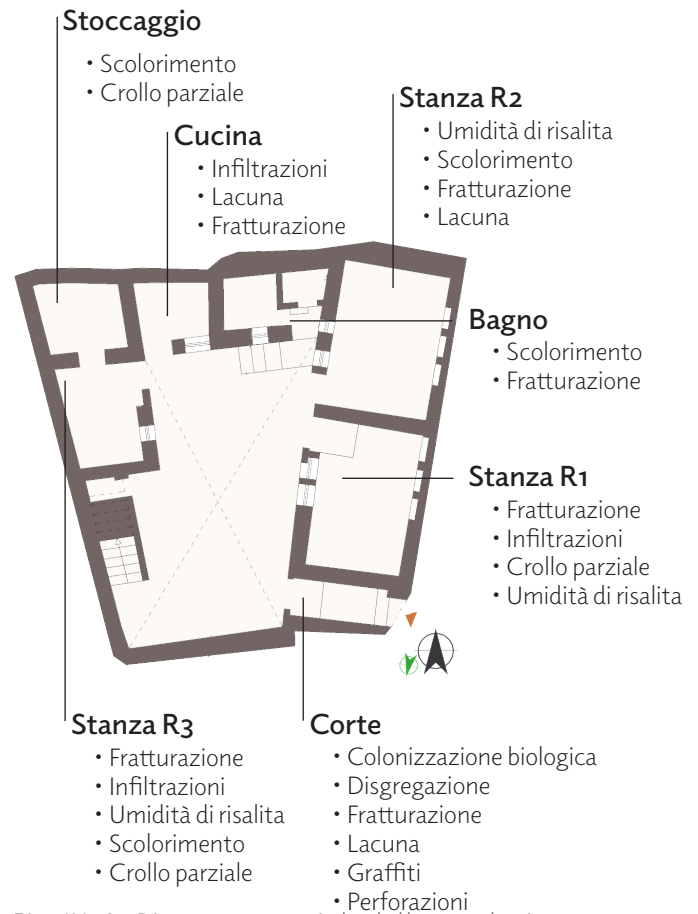 Stoccaggio
• Scolorimento
• Crollo parziale
Cucina
• Infiltrazioni
• Lacuna
• Fratturazione
Stanza R2
• Umidità di risalita
• Scolorimento
• Fratturazione
• Lacuna
Bagno
• Scolorimento
• Fratturazione
Stanza R1
• Fratturazione
• Infiltrazioni
• Crollo parziale
• Umidità di risalita
Stanza R3
• Fratturazione
• Infiltrazioni
• Umidità di risalita
• Scolorimento
• Crollo parziale
Corte
• Colonizzazione biologica
• Disgregazione
• Fratturazione
• Lacuna
• Graffiti
• Perforazioni